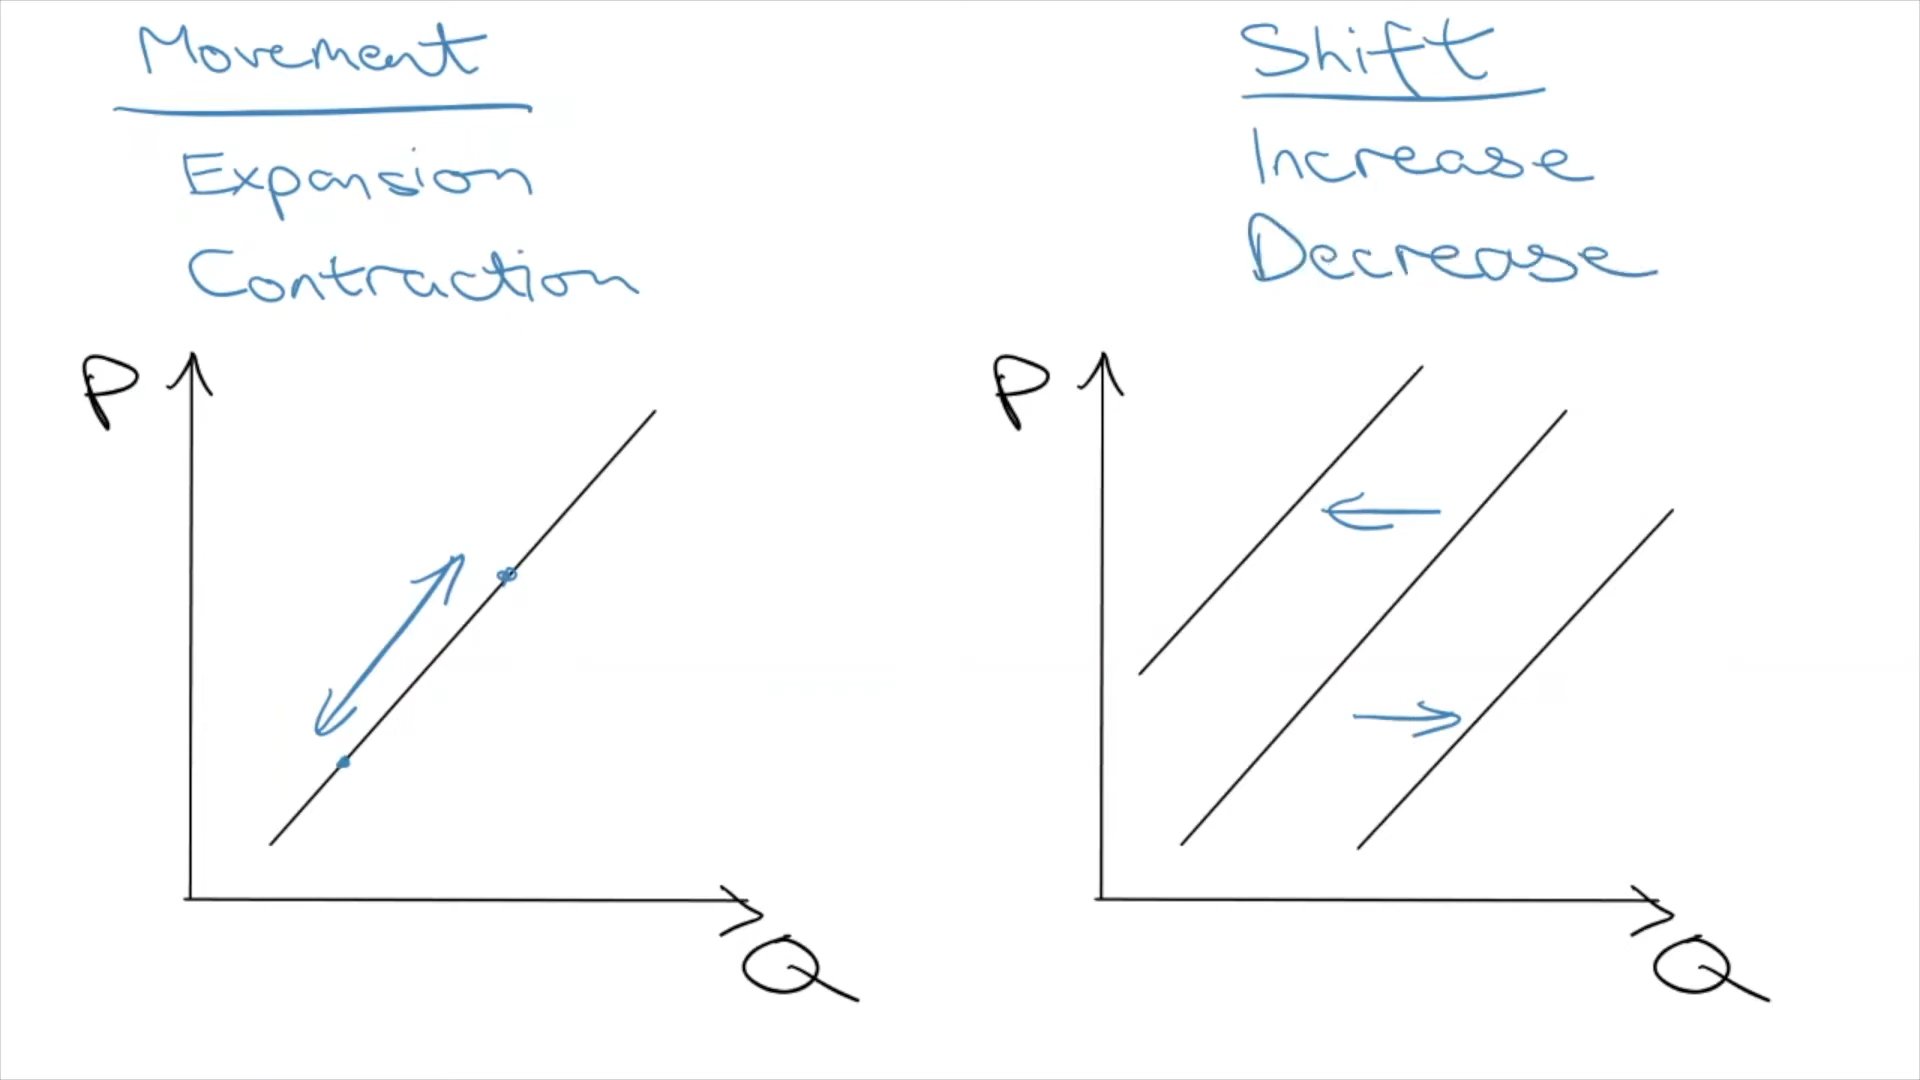 Movement
Expansion
Contraction
P
Q
Shift
Increase
Decrease
P
Q